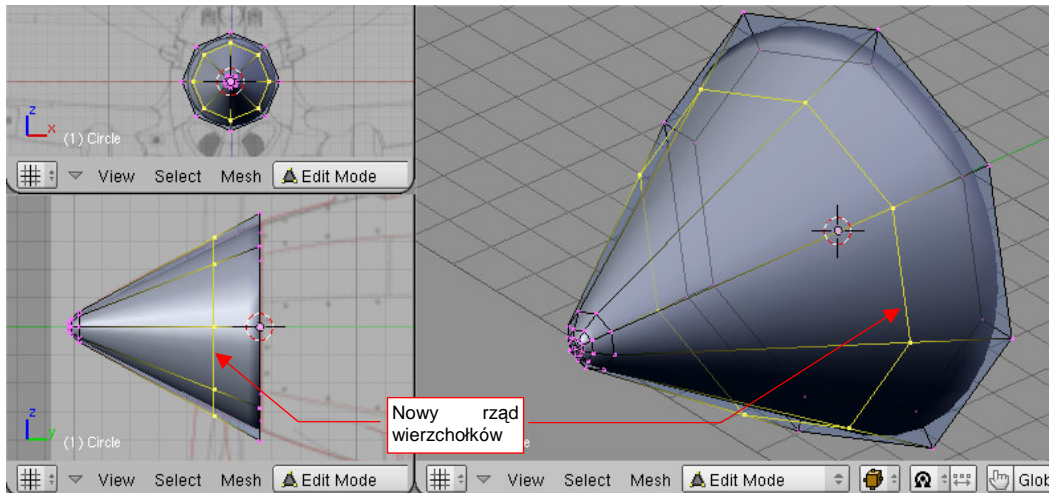 z
x
(1) Circle
View Select Mesh Edit Mode
z
y
(1) Circle
Nowy rząd
wierzchołków
View Select Mesh Edit Mode
View Select Mesh Edit Mode Glob